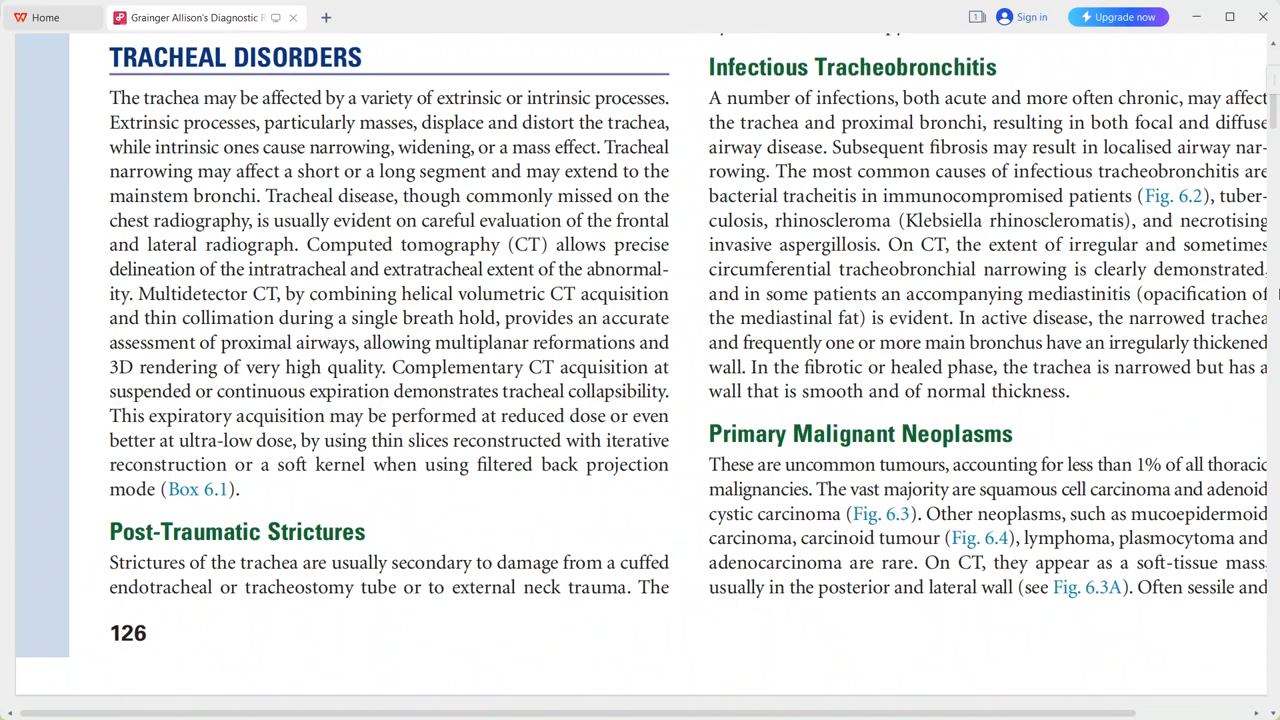 Home
Grainger Allison's Diagnostic R
1
Sign in
Upgrade now
TRACHEAL DISORDERS
The trachea may be affected by a variety of extrinsic or intrinsic processes.
Extrinsic processes, particularly masses, displace and distort the trachea,
while intrinsic ones cause narrowing, widening, or a mass effect. Tracheal
narrowing may affect a short or a long segment and may extend to the
mainstem bronchi. Tracheal disease, though commonly missed on the
chest radiography, is usually evident on careful evaluation of the frontal
and lateral radiograph. Computed tomography (CT) allows precise
delineation of the intratracheal and extratracheal extent of the abnormal-
ity. Multidetector CT, by combining helical volumetric CT acquisition
and thin collimation during a single breath hold, provides an accurate
assessment of proximal airways, allowing multiplanar reformations and
3D rendering of very high quality. Complementary CT acquisition at
suspended or continuous expiration demonstrates tracheal collapsibility.
This expiratory acquisition may be performed at reduced dose or even
better at ultra-low dose, by using thin slices reconstructed with iterative
reconstruction or a soft kernel when using filtered back projection
mode (Box 6.1).
Post-Traumatic Strictures
Strictures of the trachea are usually secondary to damage from a cuffed
endotracheal or tracheostomy tube or to external neck trauma. The
126
Infectious Tracheobronchitis
A number of infections, both acute and more often chronic, may affect
the trachea and proximal bronchi, resulting in both focal and diffuse
airway disease. Subsequent fibrosis may result in localised airway nar-
rowing. The most common causes of infectious tracheobronchitis are
bacterial tracheitis in immunocompromised patients (Fig. 6.2), tuber-
culosis, rhinoscleroma (Klebsiella rhinoscleromatis), and necrotising
invasive aspergillosis. On CT, the extent of irregular and sometimes
circumferential tracheobronchial narrowing is clearly demonstrated,
and in some patients an accompanying mediastinitis (opacification of
the mediastinal fat) is evident. In active disease, the narrowed trachea
and frequently one or more main bronchus have an irregularly thickened
wall. In the fibrotic or healed phase, the trachea is narrowed but has a
wall that is smooth and of normal thickness.
Primary Malignant Neoplasms
These are uncommon tumours, accounting for less than 1% of all thoracic
malignancies. The vast majority are squamous cell carcinoma and adenoid
cystic carcinoma (Fig. 6.3). Other neoplasms, such as mucoepidermoid
carcinoma, carcinoid tumour (Fig. 6.4), lymphoma, plasmocytoma and
adenocarcinoma are rare. On CT, they appear as a soft-tissue mass,
usually in the posterior and lateral wall (see Fig. 6.3A). Often sessile and